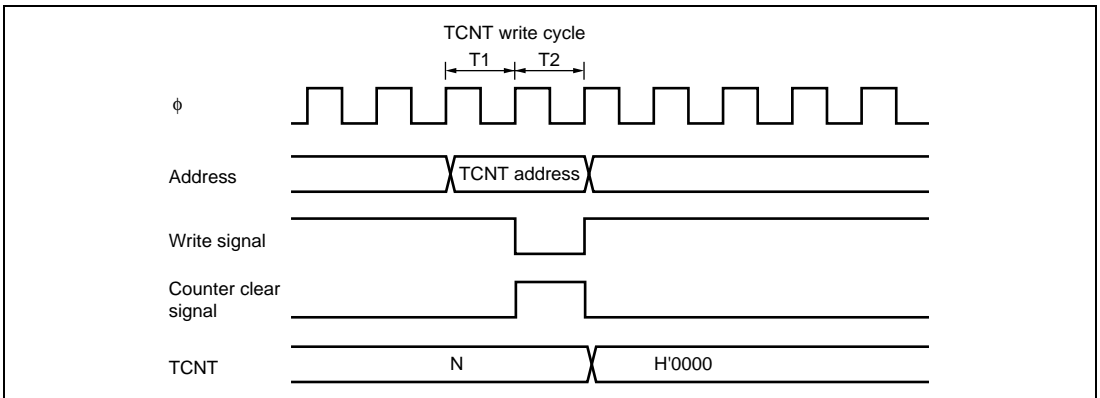 TCNT write cycle
T1 T2
ϕ
Address TCNT address
Write signal
Counter clear
signal
TCNT N H'0000